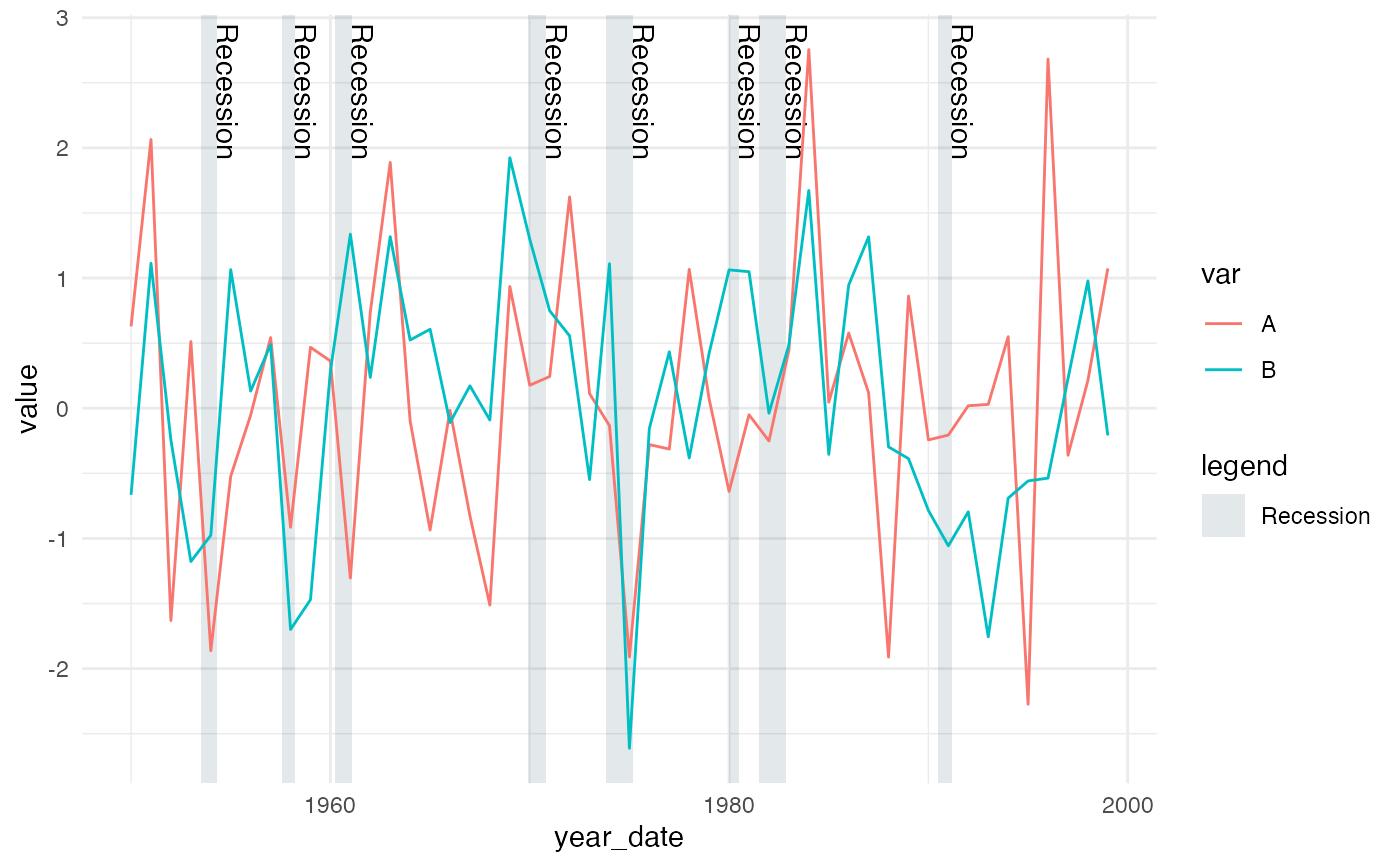 3
2
1
0
-1
-2
value
Recession
Recession
Recession
Recession
Recession
Recession
Recession
Recession
1960
1980
2000
year_date
var
A
B
legend
Recession